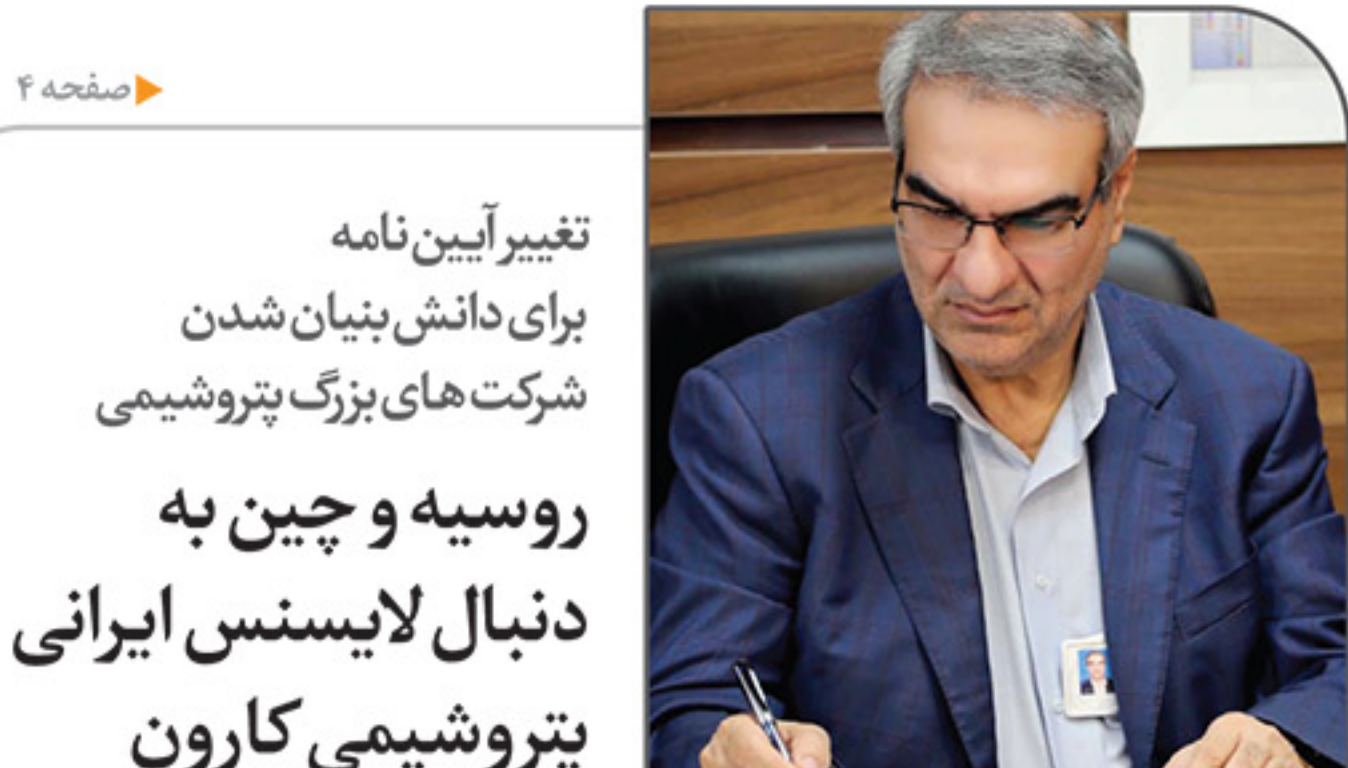 صفحه ۴
تغییر آیین‌نامه
برای دانش‌بنیان شدن
شرکت‌های بزرگ پتروشیمی
روسیه و چین به
دنبال لایسنس ایرانی
پتروشیمی کارون